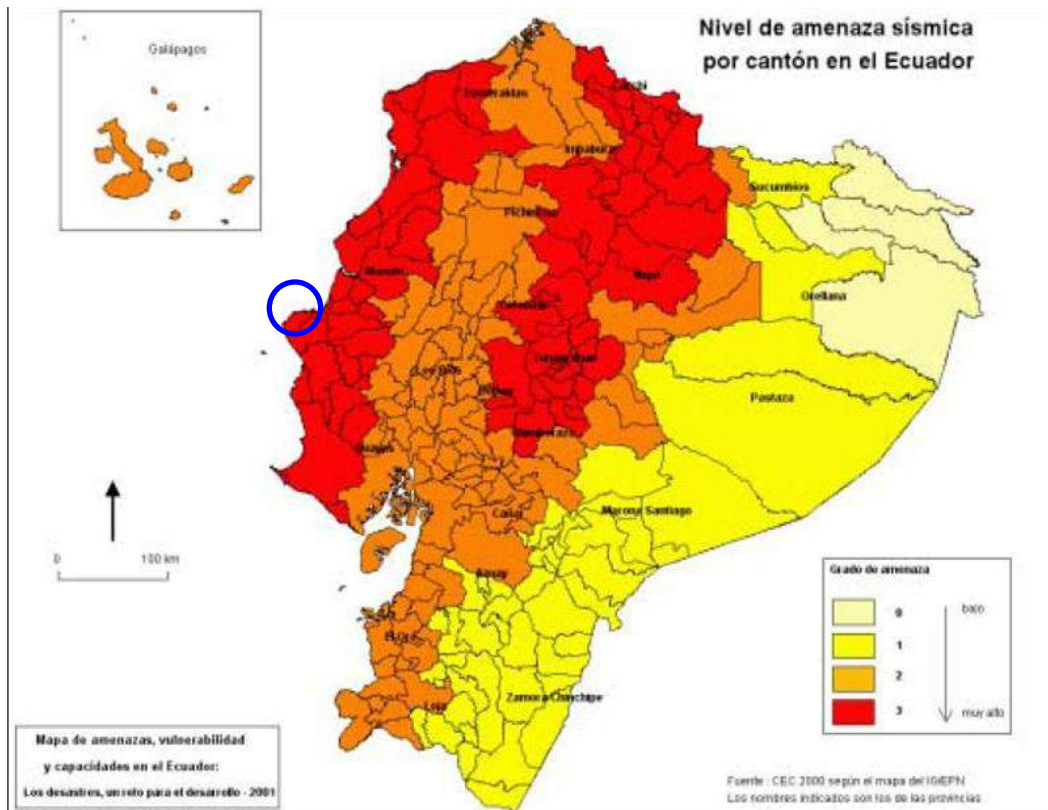 Nivel de amenaza sísmica
por cantón en el Ecuador
Galápagos
Esmeraldas
Carchi
Imbabura
Sucumbios
Pichincha
Manabi
Napo
Orellana
Cotopaxi
Tungurahua
Los Rios
Bolivar
Pastaza
Chimborazo
Guayas
Morona Santiago
Cañar
Azuay
El Oro
Zamora Chinchipe
Loja
0 100 km
Grado de amenaza
0 bajo
1
2
3 muy alto
Mapa de amenazas, vulnerabilidad
y capacidades en el Ecuador:
Los desastres, un reto para el desarrollo - 2001
Fuente : CEC 2000 según el mapa del IG/EPN
Los nombres indicados son los de las provincias